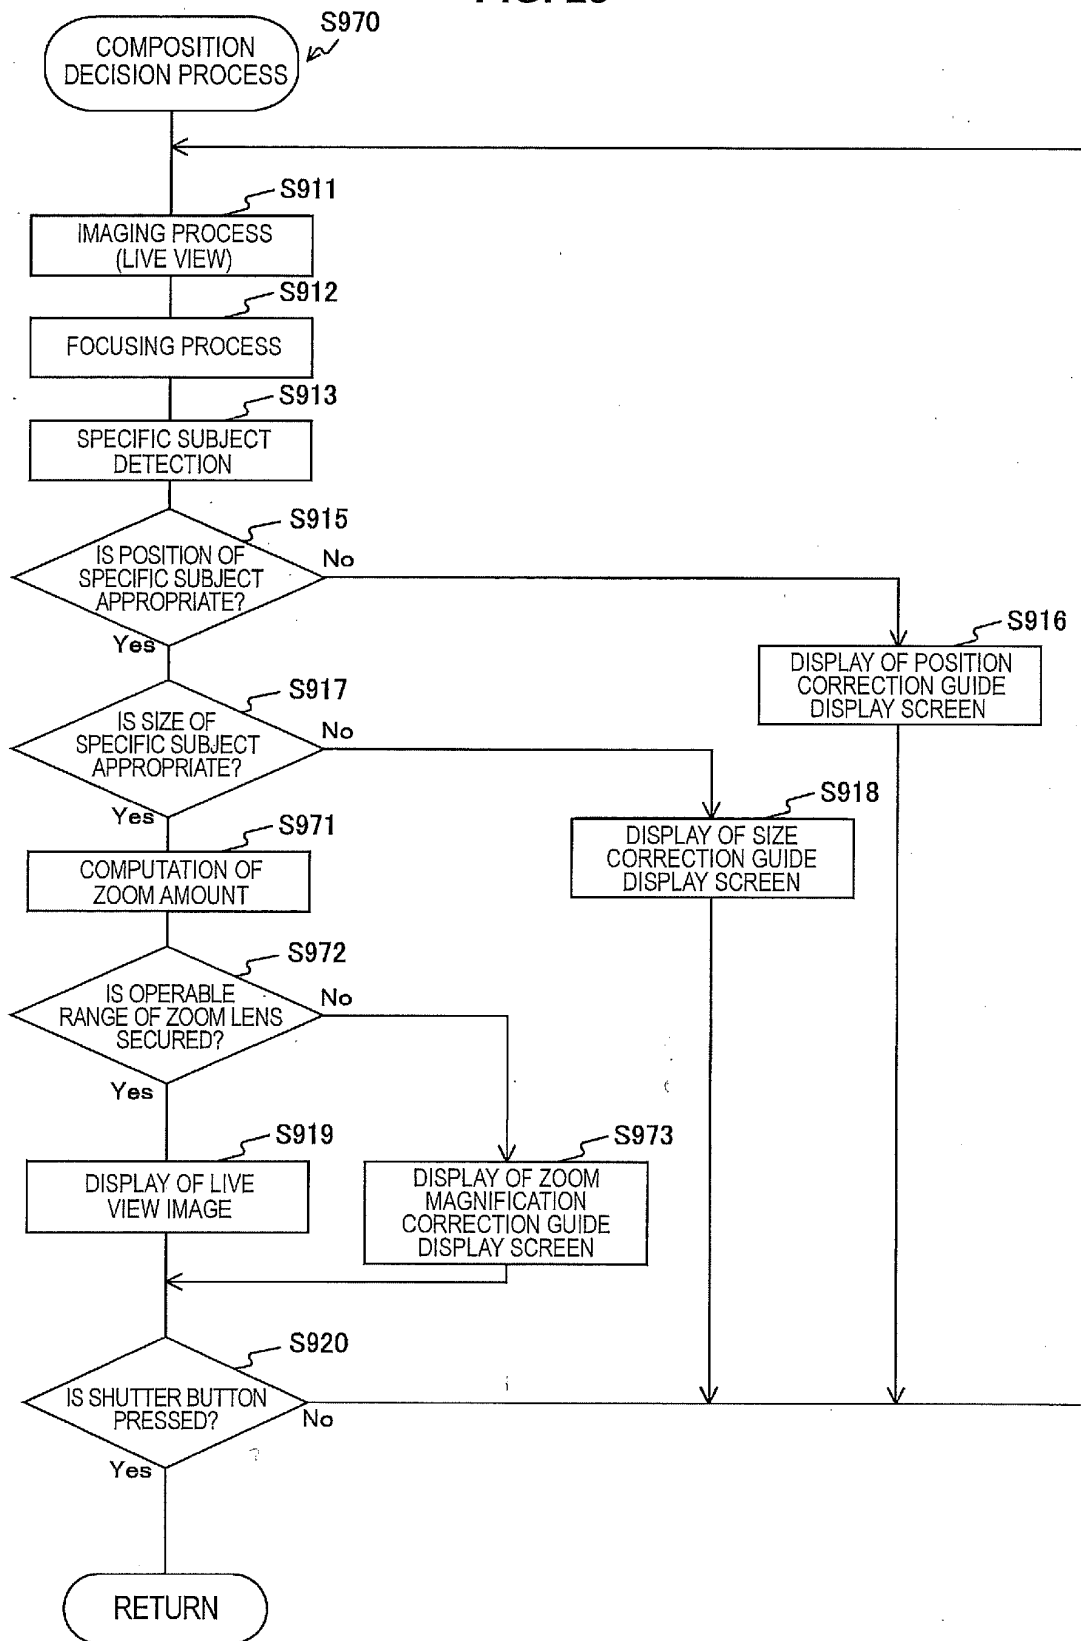 S970
COMPOSITION
DECISION PROCESS
S911
IMAGING PROCESS
(LIVE VIEW)
S912
FOCUSING PROCESS
S913
SPECIFIC SUBJECT
DETECTION
S915
IS POSITION OF
SPECIFIC SUBJECT
APPROPRIATE?
No
Yes
S916
DISPLAY OF POSITION
CORRECTION GUIDE
DISPLAY SCREEN
S917
IS SIZE OF
SPECIFIC SUBJECT
APPROPRIATE?
No
Yes
S918
DISPLAY OF SIZE
CORRECTION GUIDE
DISPLAY SCREEN
S971
COMPUTATION OF
ZOOM AMOUNT
S972
IS OPERABLE
RANGE OF ZOOM LENS
SECURED?
No
Yes
S919
DISPLAY OF LIVE
VIEW IMAGE
S973
DISPLAY OF ZOOM
MAGNIFICATION
CORRECTION GUIDE
DISPLAY SCREEN
S920
IS SHUTTER BUTTON
PRESSED?
No
Yes
RETURN